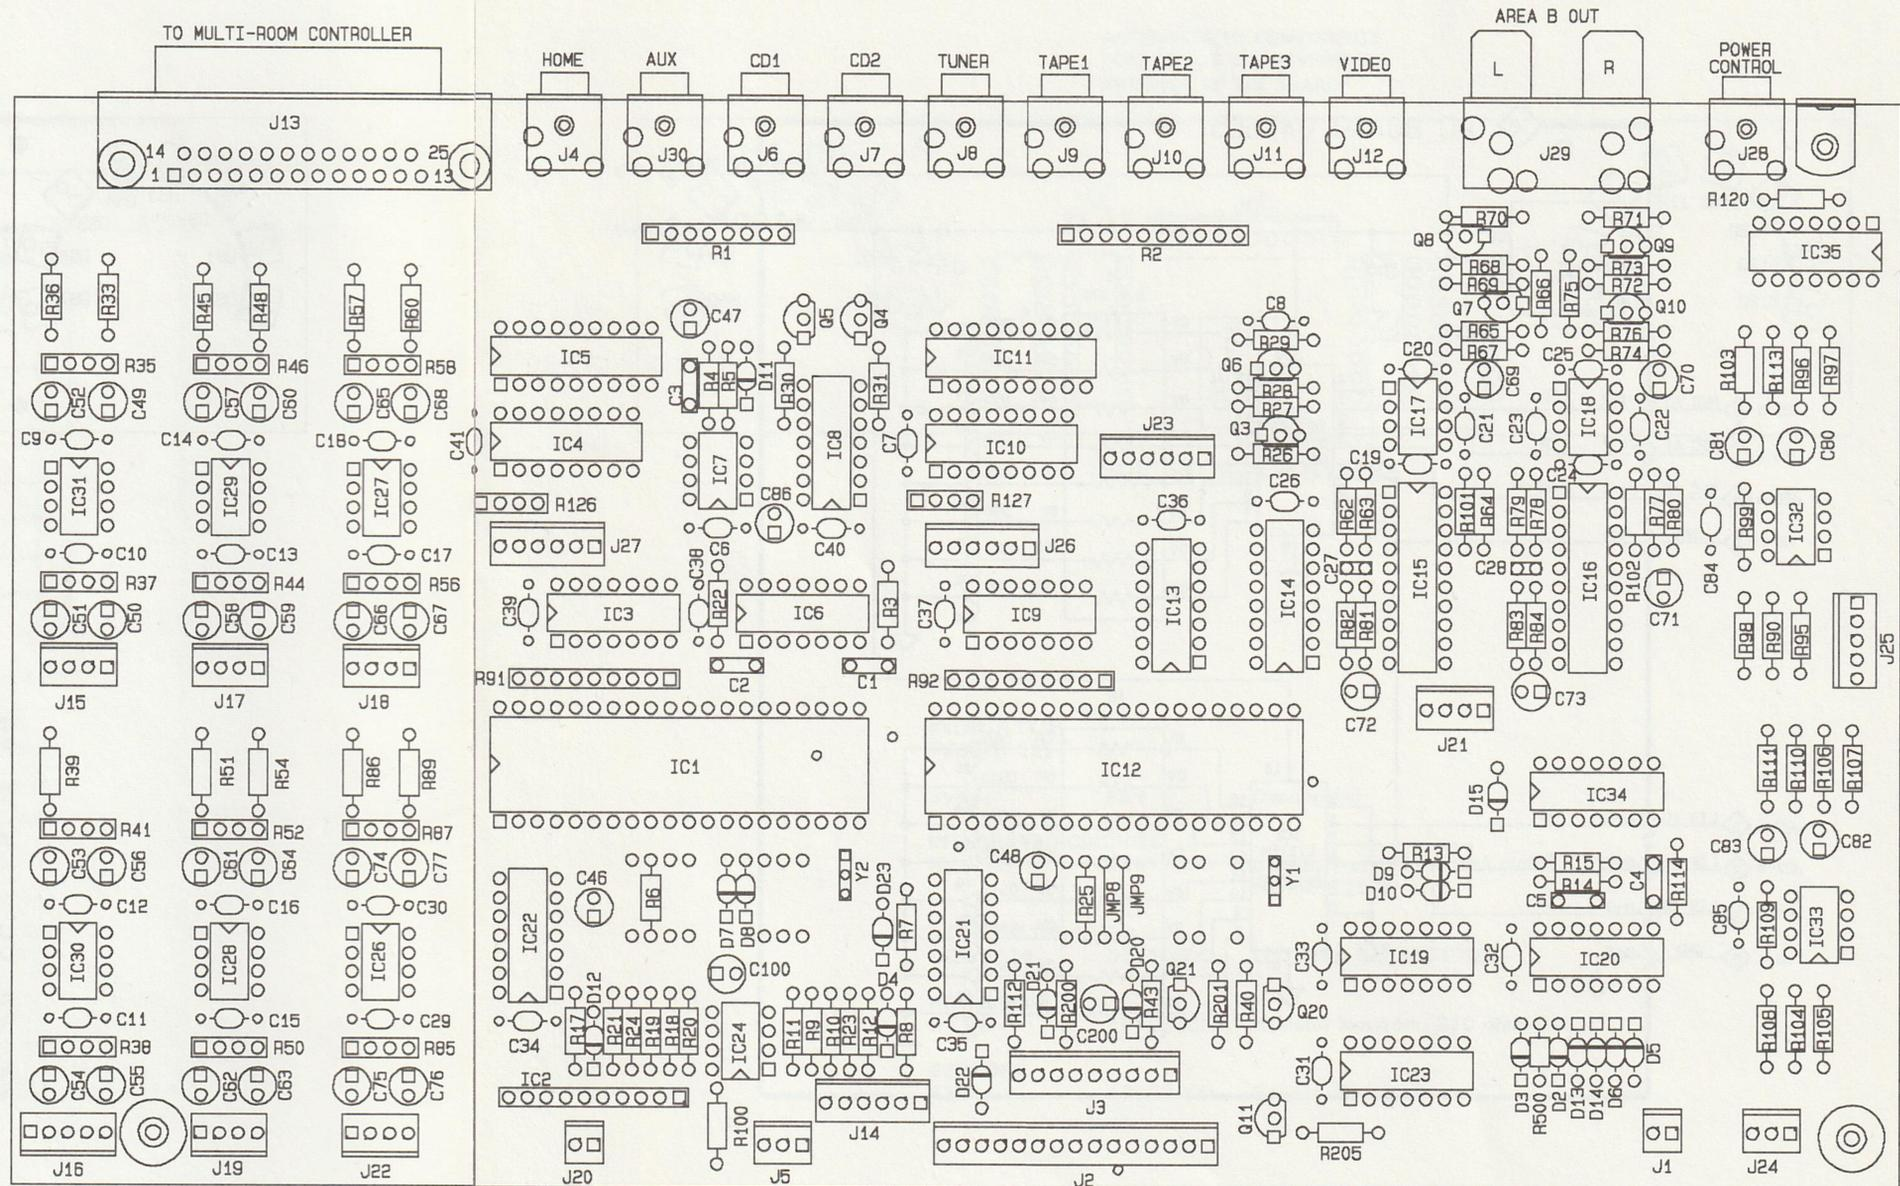 AREA B OUT
TO MULTI-ROOM CONTROLLER
HOME AUX CD1 CD2 TUNER TAPE1 TAPE2 TAPE3 VIDEO L R POWER CONTROL
J13
14 25
1 13
J4 J30 J6 J7 J8 J9 J10 J11 J12 J29 J28
R120
R1 R2
R70 R71
Q8 Q9
IC35
R68 R73
R69 R72
R66 R75
Q7 Q10
R65 R76
R67 R74
R36 R33 R45 R48 R57 R60
C47 Q5 Q4 C8
R29
IC5 IC11
R35 R46 R58
C3 R4 R5 D11 R30 R31
Q6 R28 R27
C20 C25 C69 C70
R103 R113 R96 R97
C52 C49 C57 C60 C65 C68
C9 C14 C18 C41
IC4 IC7 IC8 C7 IC10 J23
Q3 R26
IC17 C21 C23 IC18 C22
C81 C80
C19 C24
IC31 IC29 IC27
R126 C86 R127 C36 C26
R62 R63 R101 R64 R79 R78 R77 R80
C84 R99 IC32
J27 C6 C40 J26
C10 C13 C17
C38 C27 C28 R102
R37 R44 R56
C39 IC3 R22 IC6 R3 C37 IC9 IC13 IC14 IC15 IC16
C71
C51 C50 C58 C59 C66 C67
R82 R81 R83 R84
R98 R90 R95 J25
J15 J17 J18
R91 C2 C1 R92
C72 C73 J21
R39 R51 R54 R86 R89
IC1 IC12
D15 IC34
R111 R110 R106 R107
R41 R52 R87
C53 C56 C61 C64 C74 C77
C46 R6 Y2 D23 C48 R25 JMP8 JMP9 Y1
R13 D9 D10
R15 R14 C5 C4 R114
C83 C82
C12 C16 C30
IC22 D7 D8 R7 IC21
C85 R109 IC33
IC30 IC28 IC26
C100 D4 D21 D20 Q21
C33 IC19 C32 IC20
D12 R112 R200 R43 R201 R40 Q20
C11 C15 C29
C34 R17 R21 R24 R19 R18 R20 IC24 R11 R9 R10 R23 R12 R8 C35 C200
R38 R50 R85
C54 C55 C62 C63 C75 C76
IC2 D22 J3
C31 IC23
D5
D3 R500 D2 D13 D14 D6
R108 R104 R105
R100 J14 Q11 R205
J16 J19 J22 J20 J5 J2 J1 J24